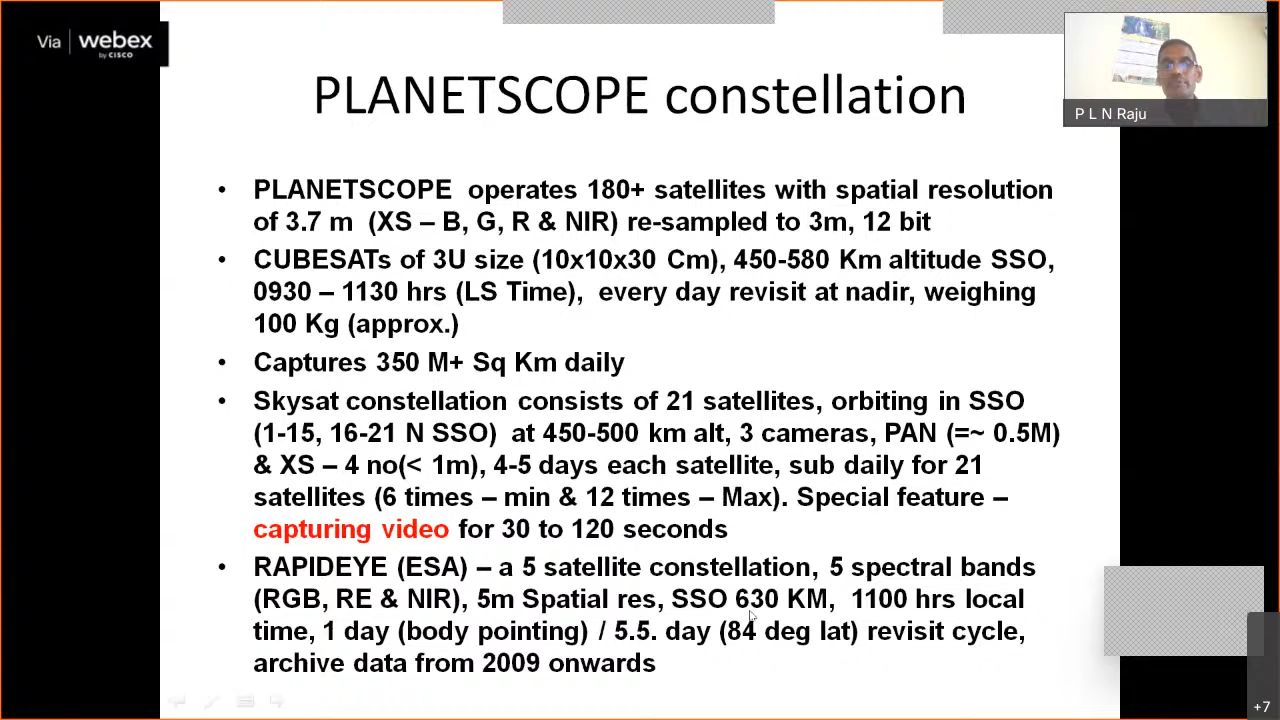 Via webex
by CISCO
PLANETSCOPE constellation
P L N Raju
• PLANETSCOPE operates 180+ satellites with spatial resolution
of 3.7 m (XS – B, G, R & NIR) re-sampled to 3m, 12 bit
• CUBESATs of 3U size (10x10x30 Cm), 450-580 Km altitude SSO,
0930 – 1130 hrs (LS Time), every day revisit at nadir, weighing
100 Kg (approx.)
• Captures 350 M+ Sq Km daily
• Skysat constellation consists of 21 satellites, orbiting in SSO
(1-15, 16-21 N SSO) at 450-500 km alt, 3 cameras, PAN (=~ 0.5M)
& XS – 4 no(< 1m), 4-5 days each satellite, sub daily for 21
satellites (6 times – min & 12 times – Max). Special feature –
capturing video for 30 to 120 seconds
• RAPIDEYE (ESA) – a 5 satellite constellation, 5 spectral bands
(RGB, RE & NIR), 5m Spatial res, SSO 630 KM, 1100 hrs local
time, 1 day (body pointing) / 5.5. day (84 deg lat) revisit cycle,
archive data from 2009 onwards
+7